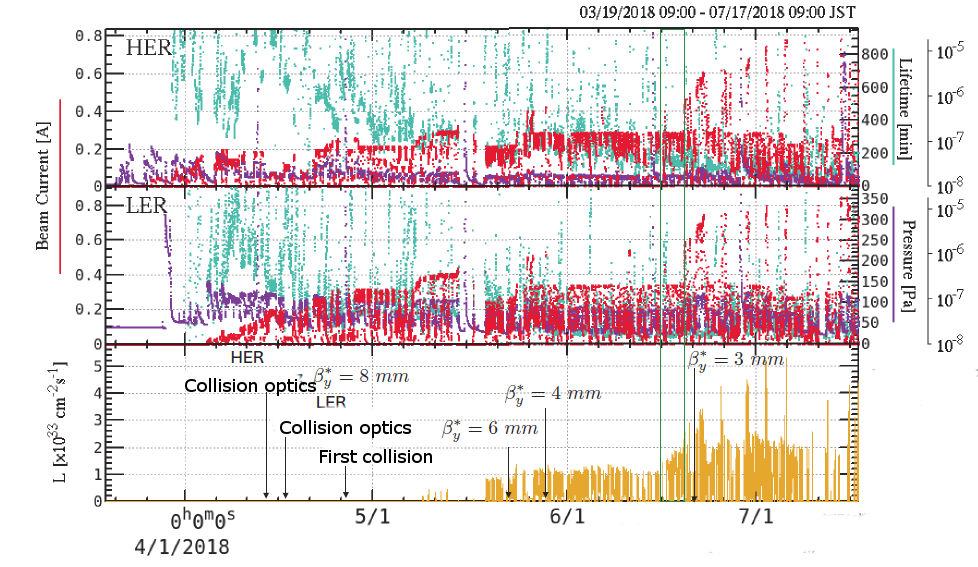 03/19/2018 09:00 - 07/17/2018 09:00 JST
HER
0.8
0.6
0.4
0.2
0
800
600
400
200
0
10^-5
10^-6
10^-7
10^-8
Beam Current [A]
Lifetime [min]
LER
0.8
0.6
0.4
0.2
0
350
300
250
200
150
100
50
0
10^-5
10^-6
10^-7
10^-8
Pressure [Pa]
L [x10^33 cm^-2 s^-1]
5
4
3
2
1
0
HER
Collision optics
β*y = 8 mm
LER
Collision optics
First collision
β*y = 6 mm
β*y = 4 mm
β*y = 3 mm
0h0m0s
4/1/2018
5/1
6/1
7/1